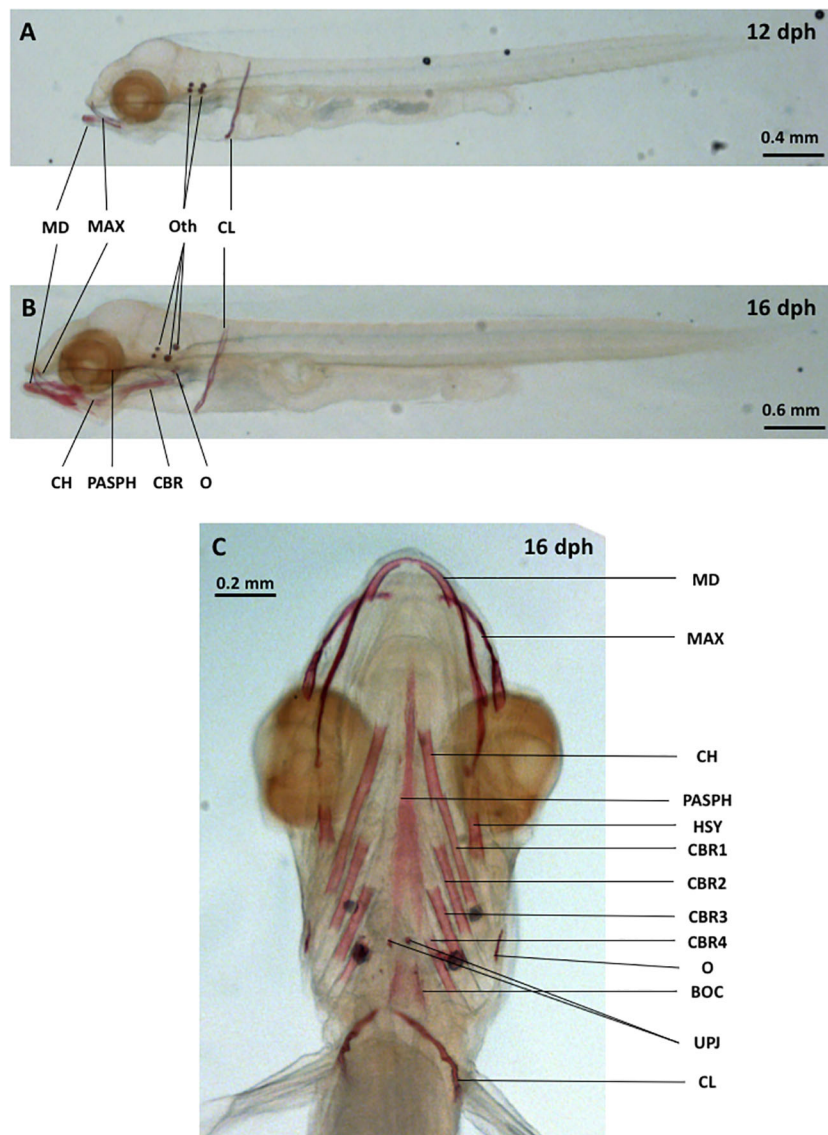 A 12 dph
0.4 mm
MD MAX Oth CL
B 16 dph
0.6 mm
CH PASPH CBR O
C 16 dph
0.2 mm
MD
MAX
CH
PASPH
HSY
CBR1
CBR2
CBR3
CBR4
O
BOC
UPJ
CL